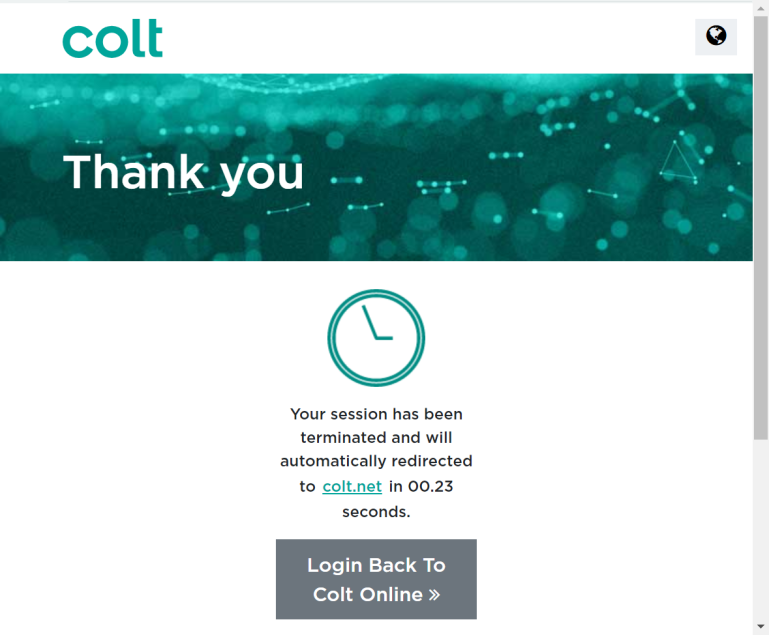 colt
Thank you
Your session has been
terminated and will
automatically redirected
to colt.net in 00.23
seconds.
Login Back To
Colt Online »